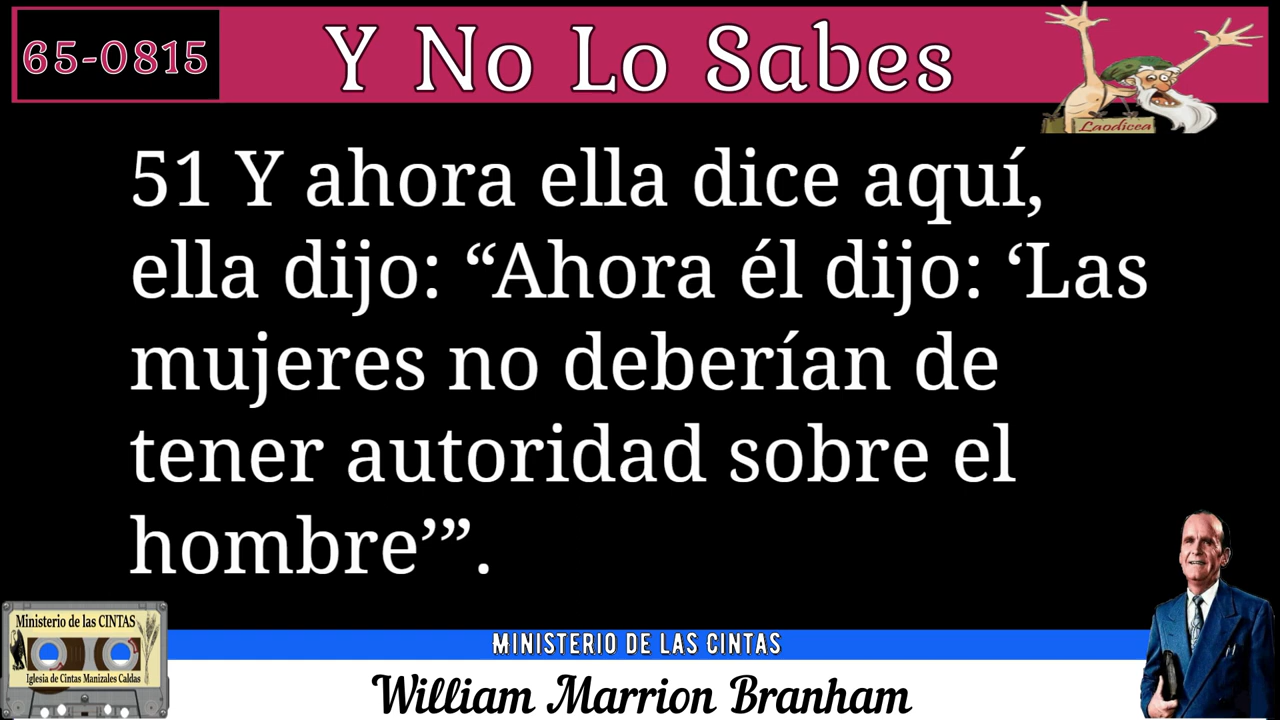 65-0815
Y No Lo Sabes
Laodicea
51 Y ahora ella dice aquí,
ella dijo: “Ahora él dijo: ‘Las
mujeres no deberían de
tener autoridad sobre el
hombre’”.
Ministerio de las CINTAS
Iglesia de Cintas Manizales Caldas
MINISTERIO DE LAS CINTAS
William Marrion Branham